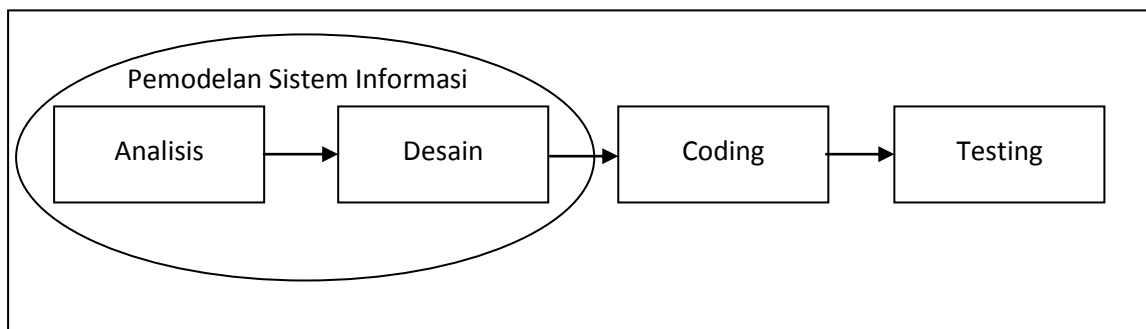 Pemodelan Sistem Informasi
Analisis
Desain
Coding
Testing